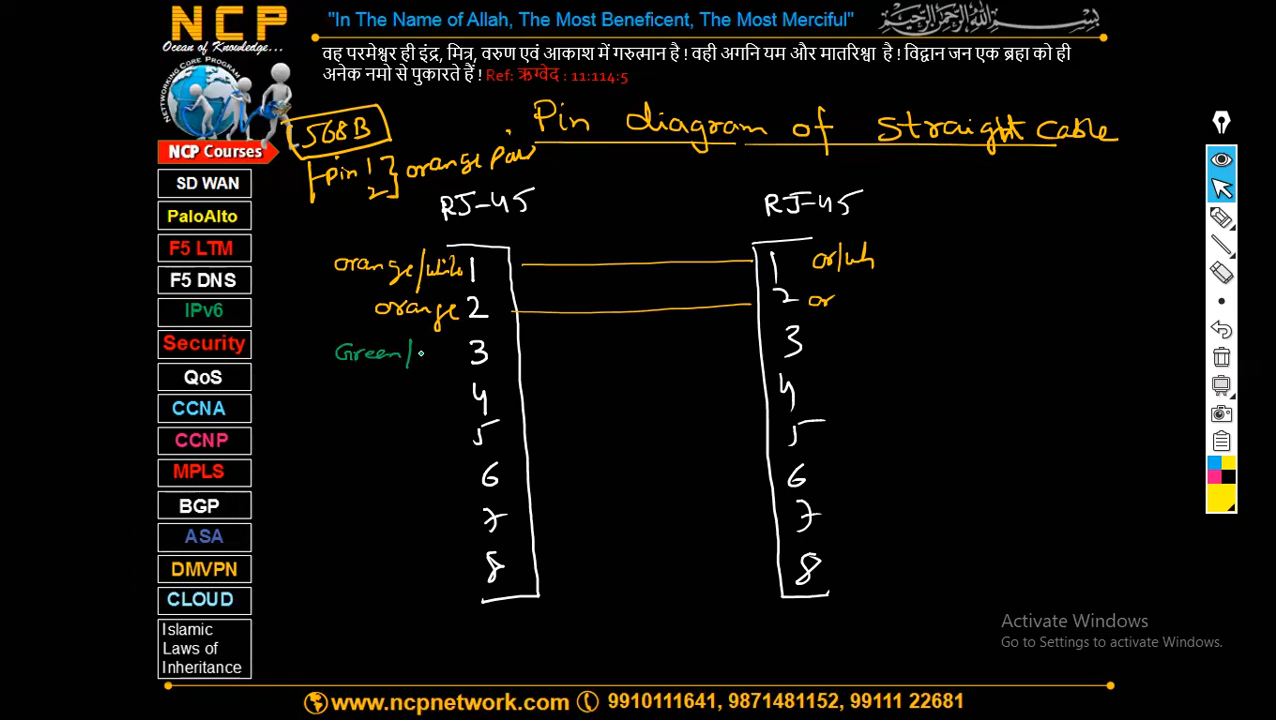 NCP
Ocean of Knowledge...
NETWORKING CORE PROGRAM
NCP Courses
SD WAN
PaloAlto
F5 LTM
F5 DNS
IPv6
Security
QoS
CCNA
CCNP
MPLS
BGP
ASA
DMVPN
CLOUD
Islamic
Laws of
Inheritance
"In The Name of Allah, The Most Beneficent, The Most Merciful"
वह परमेश्वर ही इंद्र, मित्र, वरुण एवं आकाश में गरुत्मान है ! वही अगनि यम और मातरिश्वा है ! विद्वान जन एक ब्रहा को ही
अनेक नमो से पुकारते हैं ! Ref: ऋग्वेद : 11:114:5
568B
Pin diagram of straight cable
pin 1 2 orange pair
RJ-45 RJ-45
orange/white 1 1 or/wh
orange 2 2 or
Green/ 3 3
4 4
5 5
6 6
7 7
8 8
Activate Windows
Go to Settings to activate Windows.
www.ncpnetwork.com 9910111641, 9871481152, 99111 22681